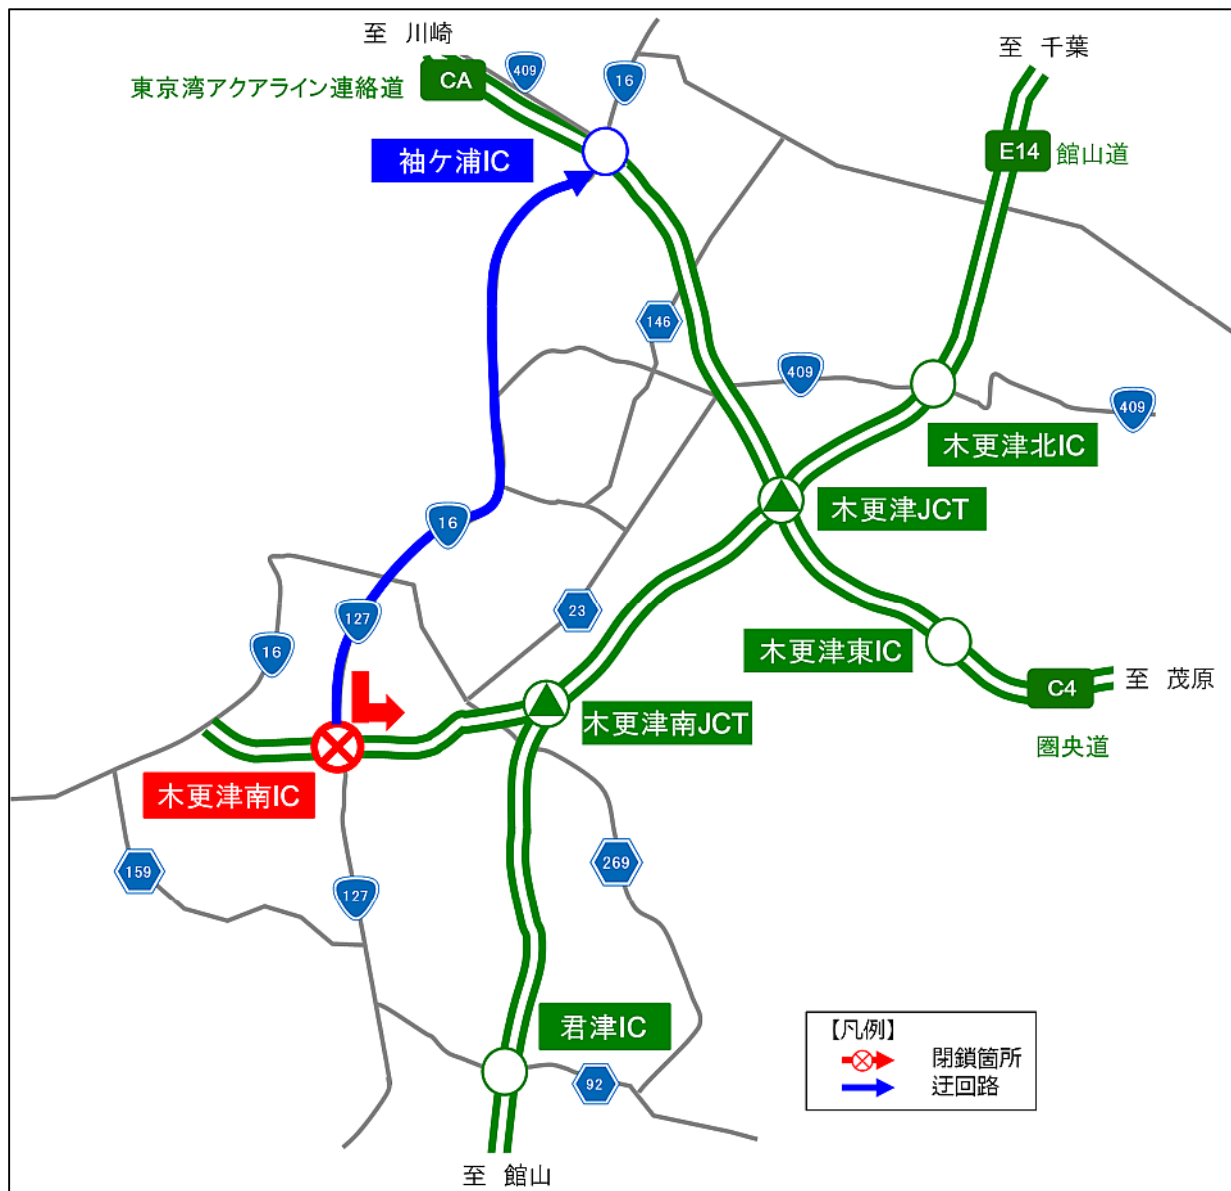 至 川崎
至 千葉
409
16
CA
東京湾アクアライン連絡道
E14
館山道
袖ケ浦IC
146
409
409
木更津北IC
木更津JCT
16
23
127
16
木更津東IC
C4
至 茂原
木更津南JCT
圏央道
木更津南IC
159
269
127
君津IC
【凡例】
閉鎖箇所
迂回路
92
至 館山